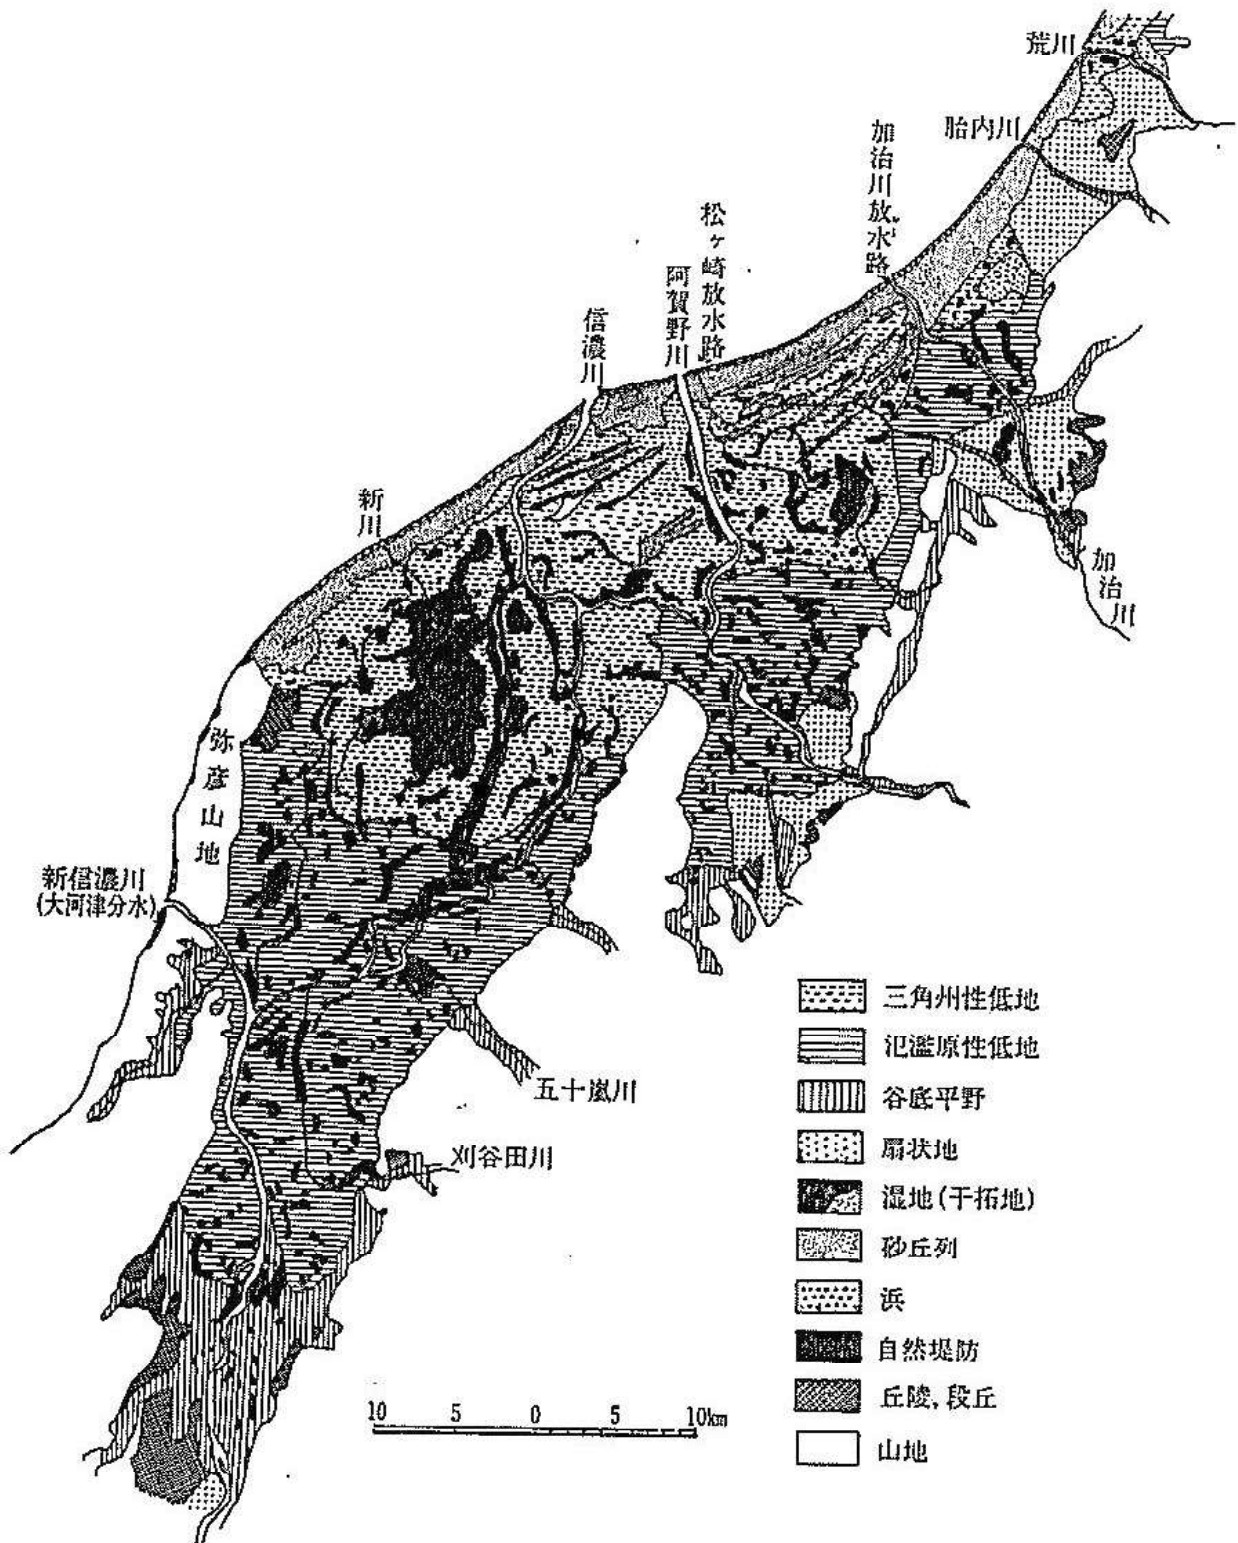 荒川
胎内川
加治川放水路
松ヶ崎放水路
阿賀野川
信濃川
新川
加治川
弥彦山地
新信濃川
(大河津分水)
五十嵐川
刈谷田川
三角州性低地
氾濫原性低地
谷底平野
扇状地
湿地(干拓地)
砂丘列
浜
自然堤防
丘陵,段丘
山地
10 5 0 5 10km